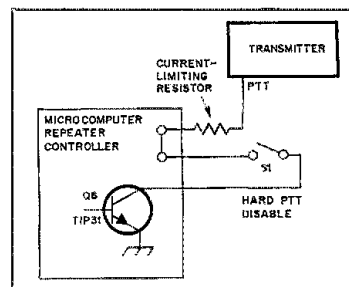 TRANSMITTER
CURRENT-
LIMITING
RESISTOR
PTT
MICROCOMPUTER
REPEATER
CONTROLLER
S1
Q6
TIP31
HARD PTT
DISABLE